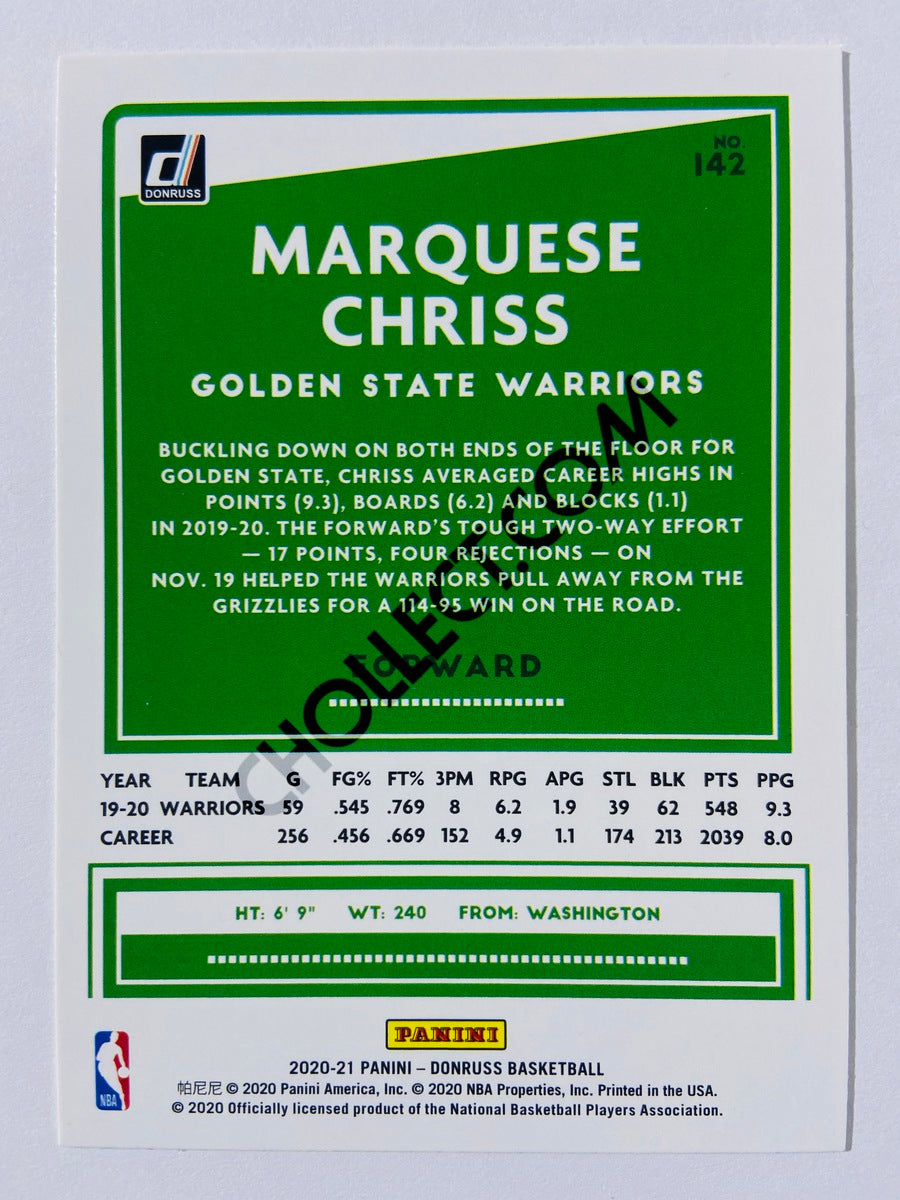 DONRUSS
NO.
142
MARQUESE
CHRISS
GOLDEN STATE WARRIORS
BUCKLING DOWN ON BOTH ENDS OF THE FLOOR FOR
GOLDEN STATE, CHRISS AVERAGED CAREER HIGHS IN
POINTS (9.3), BOARDS (6.2) AND BLOCKS (1.1)
IN 2019-20. THE FORWARD'S TOUGH TWO-WAY EFFORT
— 17 POINTS, FOUR REJECTIONS — ON
NOV. 19 HELPED THE WARRIORS PULL AWAY FROM THE
GRIZZLIES FOR A 114-95 WIN ON THE ROAD.
FORWARD
CHOLLECT.COM
YEAR TEAM G FG% FT% 3PM RPG APG STL BLK PTS PPG
19-20 WARRIORS 59 .545 .769 8 6.2 1.9 39 62 548 9.3
CAREER 256 .456 .669 152 4.9 1.1 174 213 2039 8.0
HT: 6' 9" WT: 240 FROM: WASHINGTON
PANINI
NBA
2020-21 PANINI – DONRUSS BASKETBALL
帕尼尼 © 2020 Panini America, Inc. © 2020 NBA Properties, Inc. Printed in the USA.
© 2020 Officially licensed product of the National Basketball Players Association.